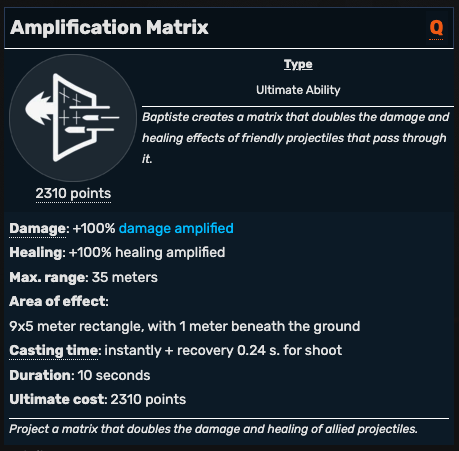 Amplification Matrix
Q
Type
Ultimate Ability
Baptiste creates a matrix that doubles the damage and
healing effects of friendly projectiles that pass through
it.
2310 points
Damage: +100% damage amplified
Healing: +100% healing amplified
Max. range: 35 meters
Area of effect:
9x5 meter rectangle, with 1 meter beneath the ground
Casting time: instantly + recovery 0.24 s. for shoot
Duration: 10 seconds
Ultimate cost: 2310 points
Project a matrix that doubles the damage and healing of allied projectiles.